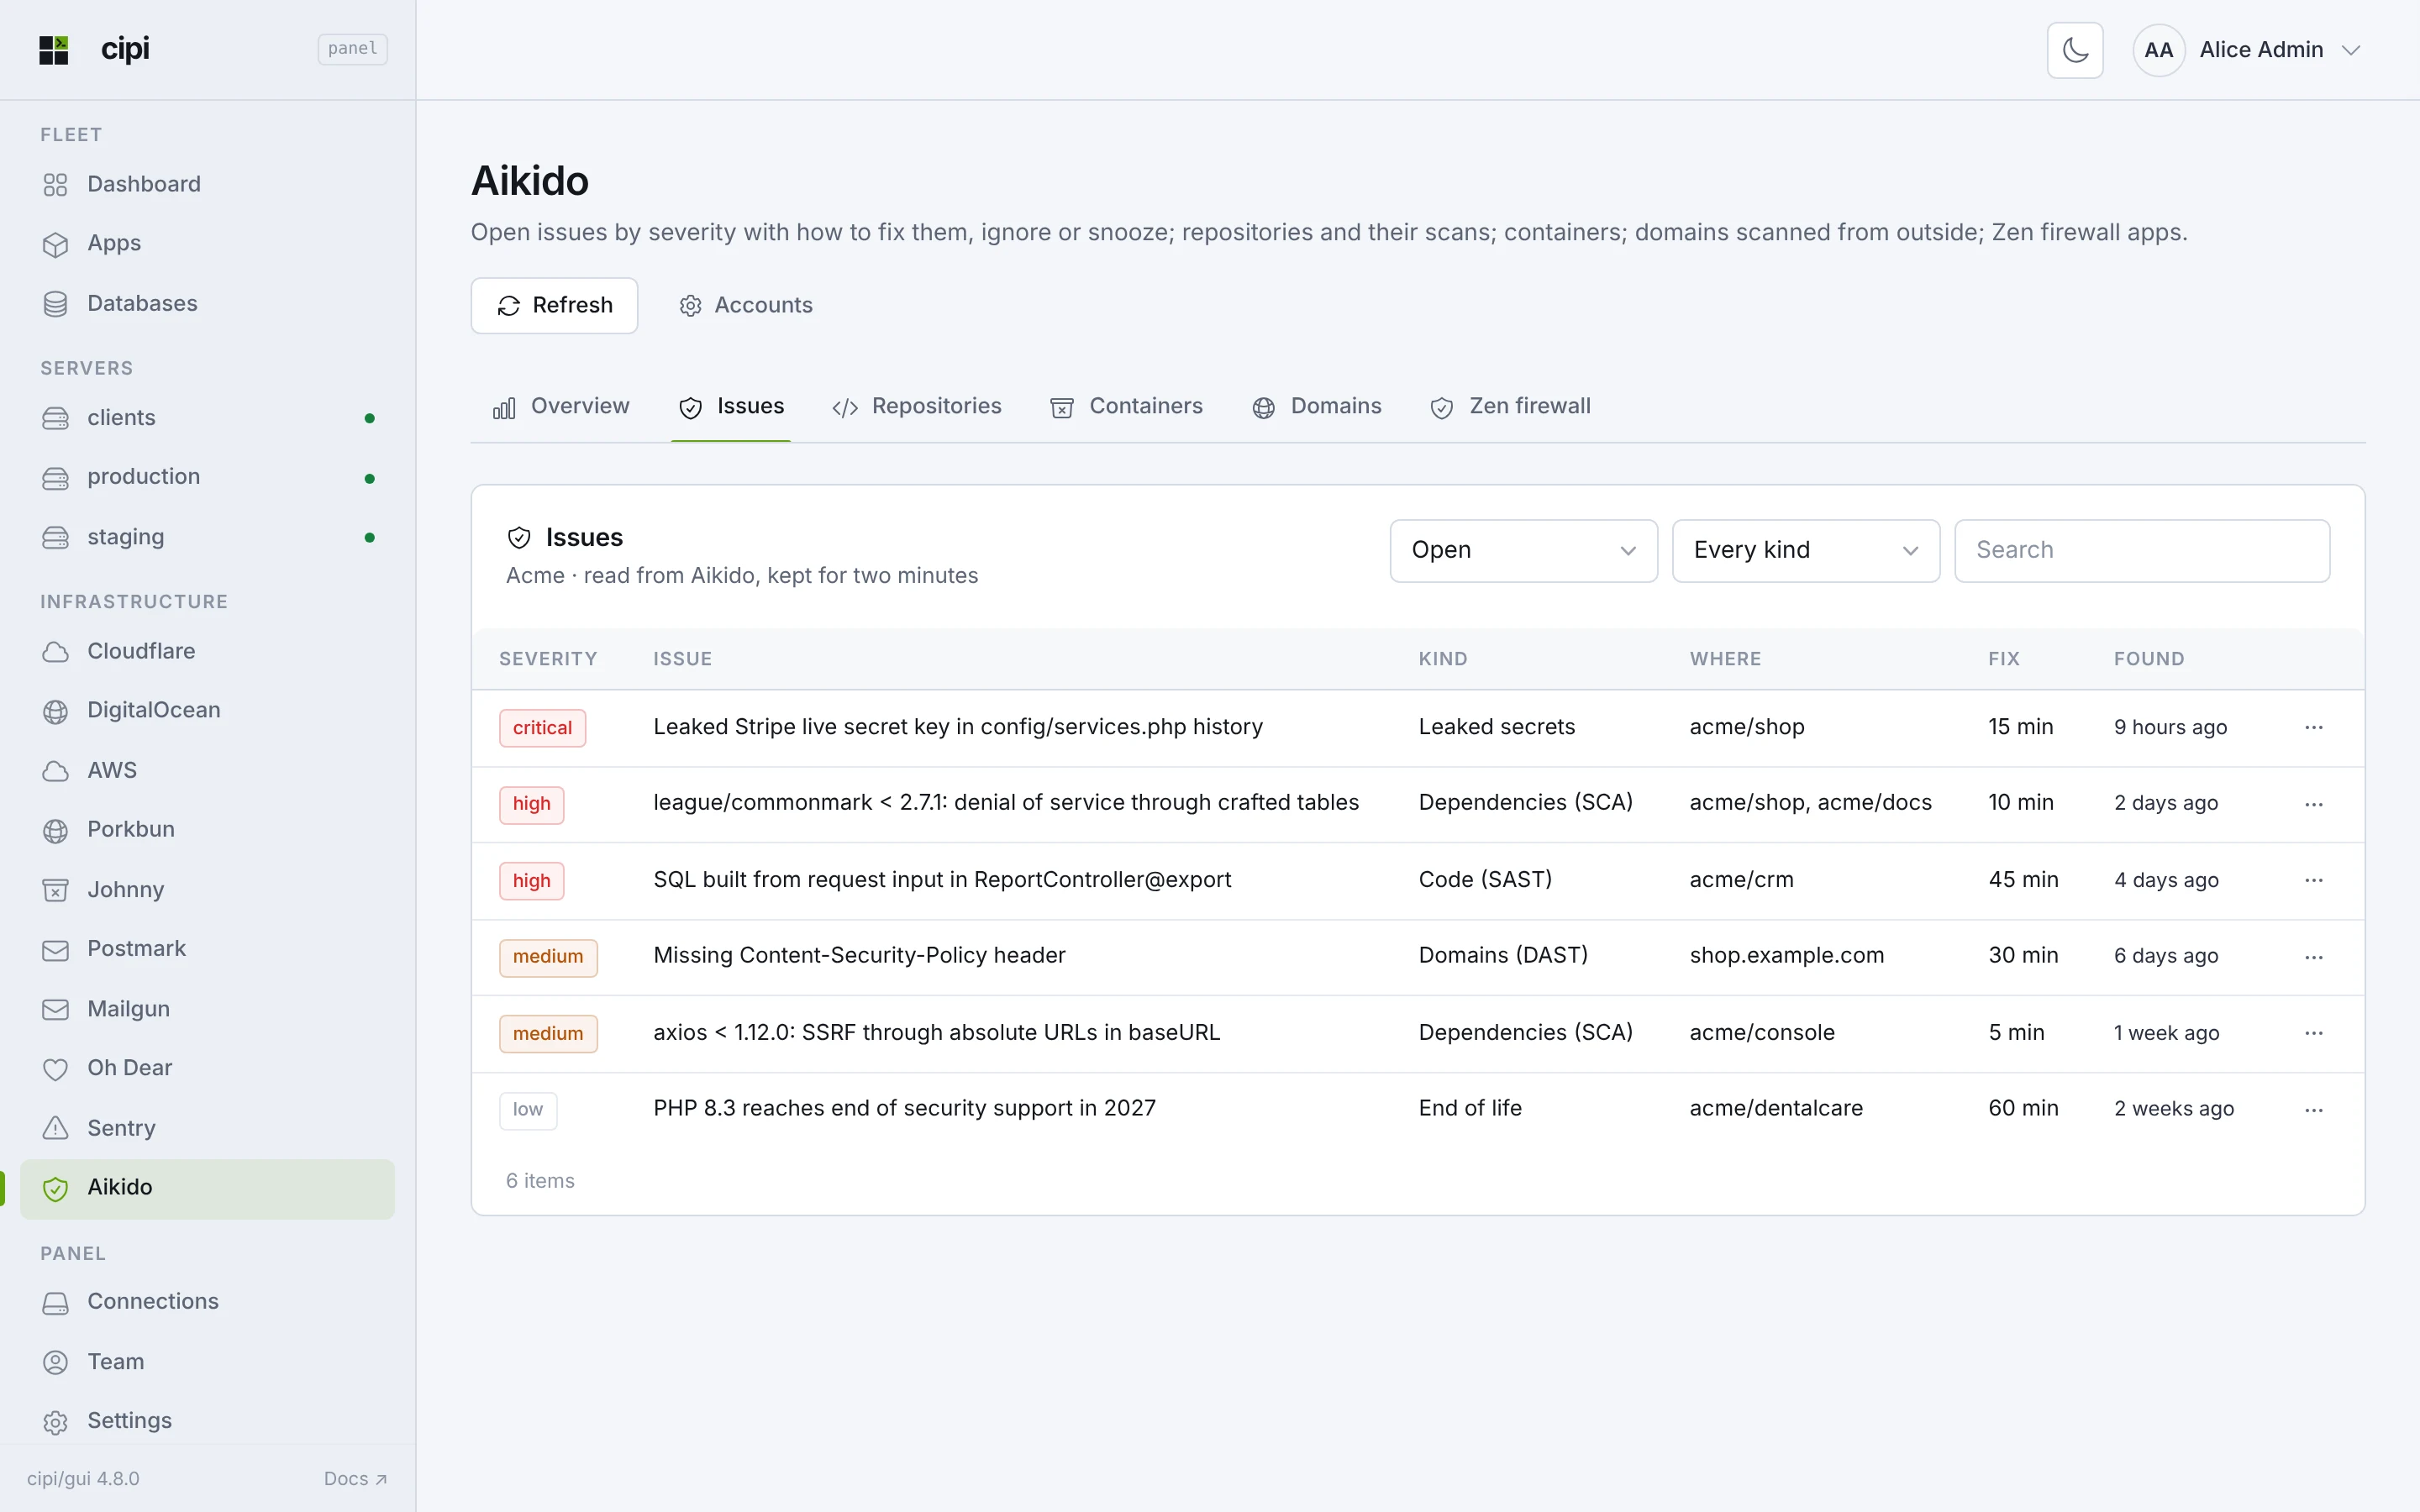 cipi
panel
Alice Admin
AA
FLEET
Dashboard
Apps
Databases
SERVERS
clients
production
staging
INFRASTRUCTURE
Cloudflare
DigitalOcean
AWS
Porkbun
Johnny
Postmark
Mailgun
Oh Dear
Sentry
Aikido
PANEL
Connections
Team
Settings
cipi/gui 4.8.0
Docs ↗
Aikido
Open issues by severity with how to fix them, ignore or snooze; repositories and their scans; containers; domains scanned from outside; Zen firewall apps.
Refresh
Accounts
Overview
Issues
Repositories
Containers
Domains
Zen firewall
Issues
Acme · read from Aikido, kept for two minutes
Open
Every kind
Search
SEVERITY ISSUE KIND WHERE FIX FOUND
critical Leaked Stripe live secret key in config/services.php history Leaked secrets acme/shop 15 min 9 hours ago ···
high league/commonmark < 2.7.1: denial of service through crafted tables Dependencies (SCA) acme/shop, acme/docs 10 min 2 days ago ···
high SQL built from request input in ReportController@export Code (SAST) acme/crm 45 min 4 days ago ···
medium Missing Content-Security-Policy header Domains (DAST) shop.example.com 30 min 6 days ago ···
medium axios < 1.12.0: SSRF through absolute URLs in baseURL Dependencies (SCA) acme/console 5 min 1 week ago ···
low PHP 8.3 reaches end of security support in 2027 End of life acme/dentalcare 60 min 2 weeks ago ···
6 items